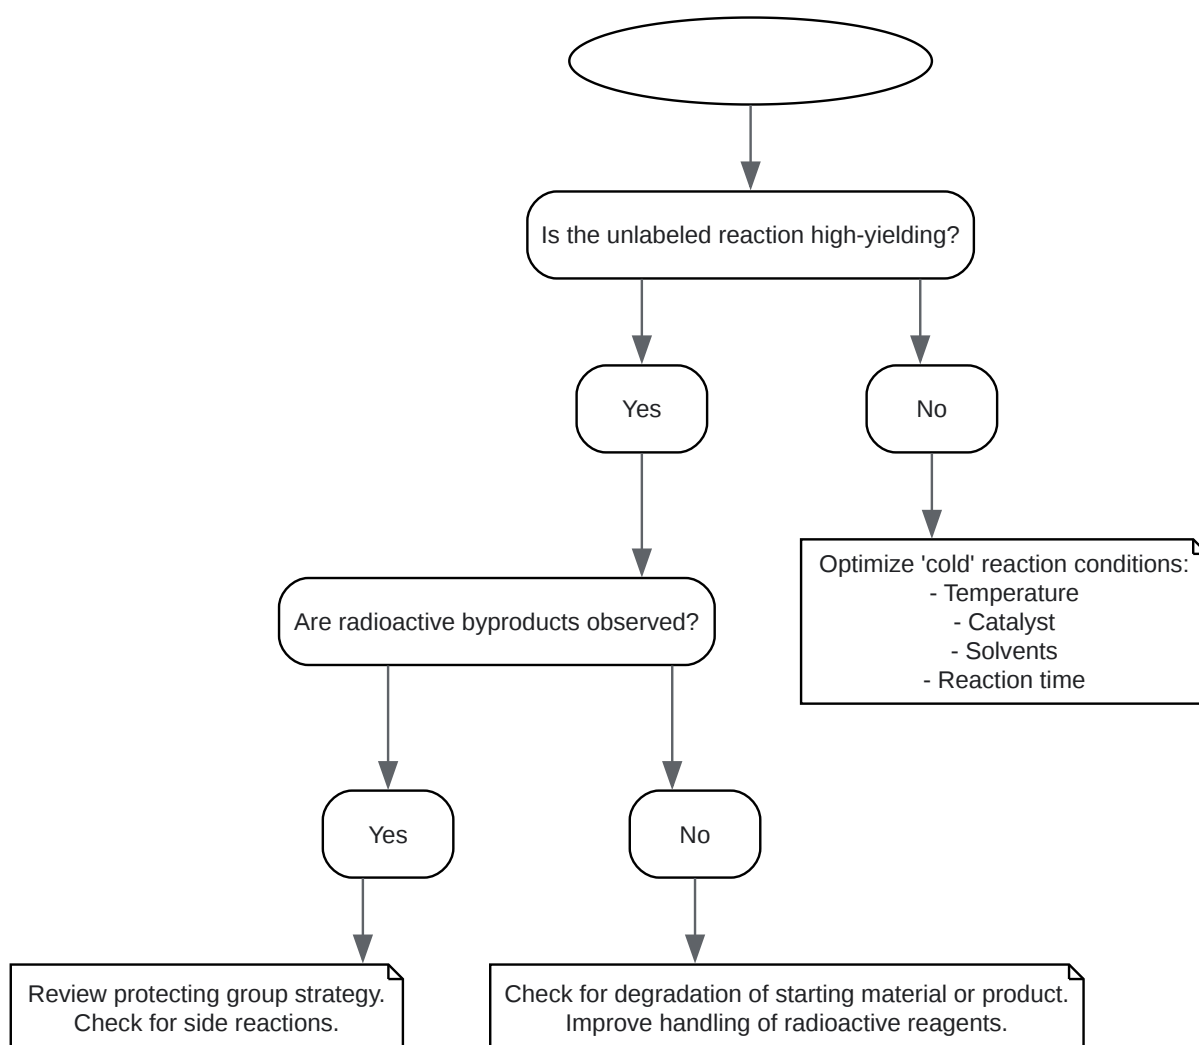 Is the unlabeled reaction high-yielding?
Yes
No
Optimize 'cold' reaction conditions:
- Temperature
- Catalyst
- Solvents
- Reaction time
Are radioactive byproducts observed?
Yes
No
Review protecting group strategy.
Check for side reactions.
Check for degradation of starting material or product.
Improve handling of radioactive reagents.